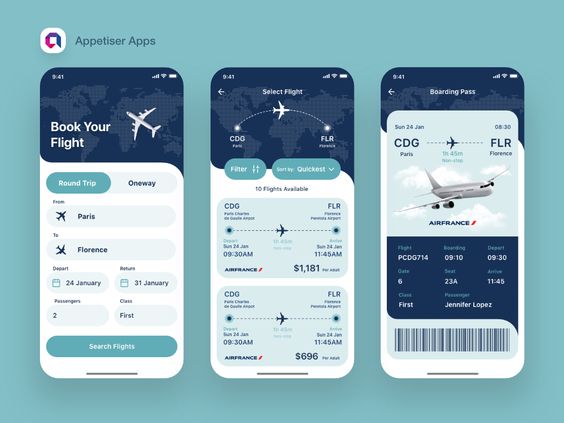 Appetiser Apps
9:41
Book Your
Flight
Round Trip
Oneway
From
Paris
To
Florence
Depart
Return
24 January
31 January
Passengers
Class
2
First
Search Flights
9:41
Select Flight
CDG
FLR
Paris
Florence
Filter
Sort by: Quickest
10 Flights Available
CDG
FLR
Paris Charles
Florence
de Gaulle Airport
Peretola Airport
Depart
1h 45m
Arrive
Sun 24 Jan
Non-stop
Sun 24 Jan
09:30AM
11:45AM
AIRFRANCE
$1,181 Per Adult
CDG
FLR
Paris Charles
Florence
de Gaulle Airport
Peretola Airport
Depart
1h 45m
Arrive
Sun 24 Jan
Non-stop
Sun 24 Jan
09:30AM
11:45AM
AIRFRANCE
$696 Per Adult
9:41
Boarding Pass
Sun 24 Jan
08:30
CDG
FLR
Paris
1h 45m
Florence
Non-stop
AIRFRANCE
Flight
Boarding
Depart
PCDG714
09:10
09:30
Gate
Seat
Arrive
6
23A
11:45
Class
Passenger
First
Jennifer Lopez